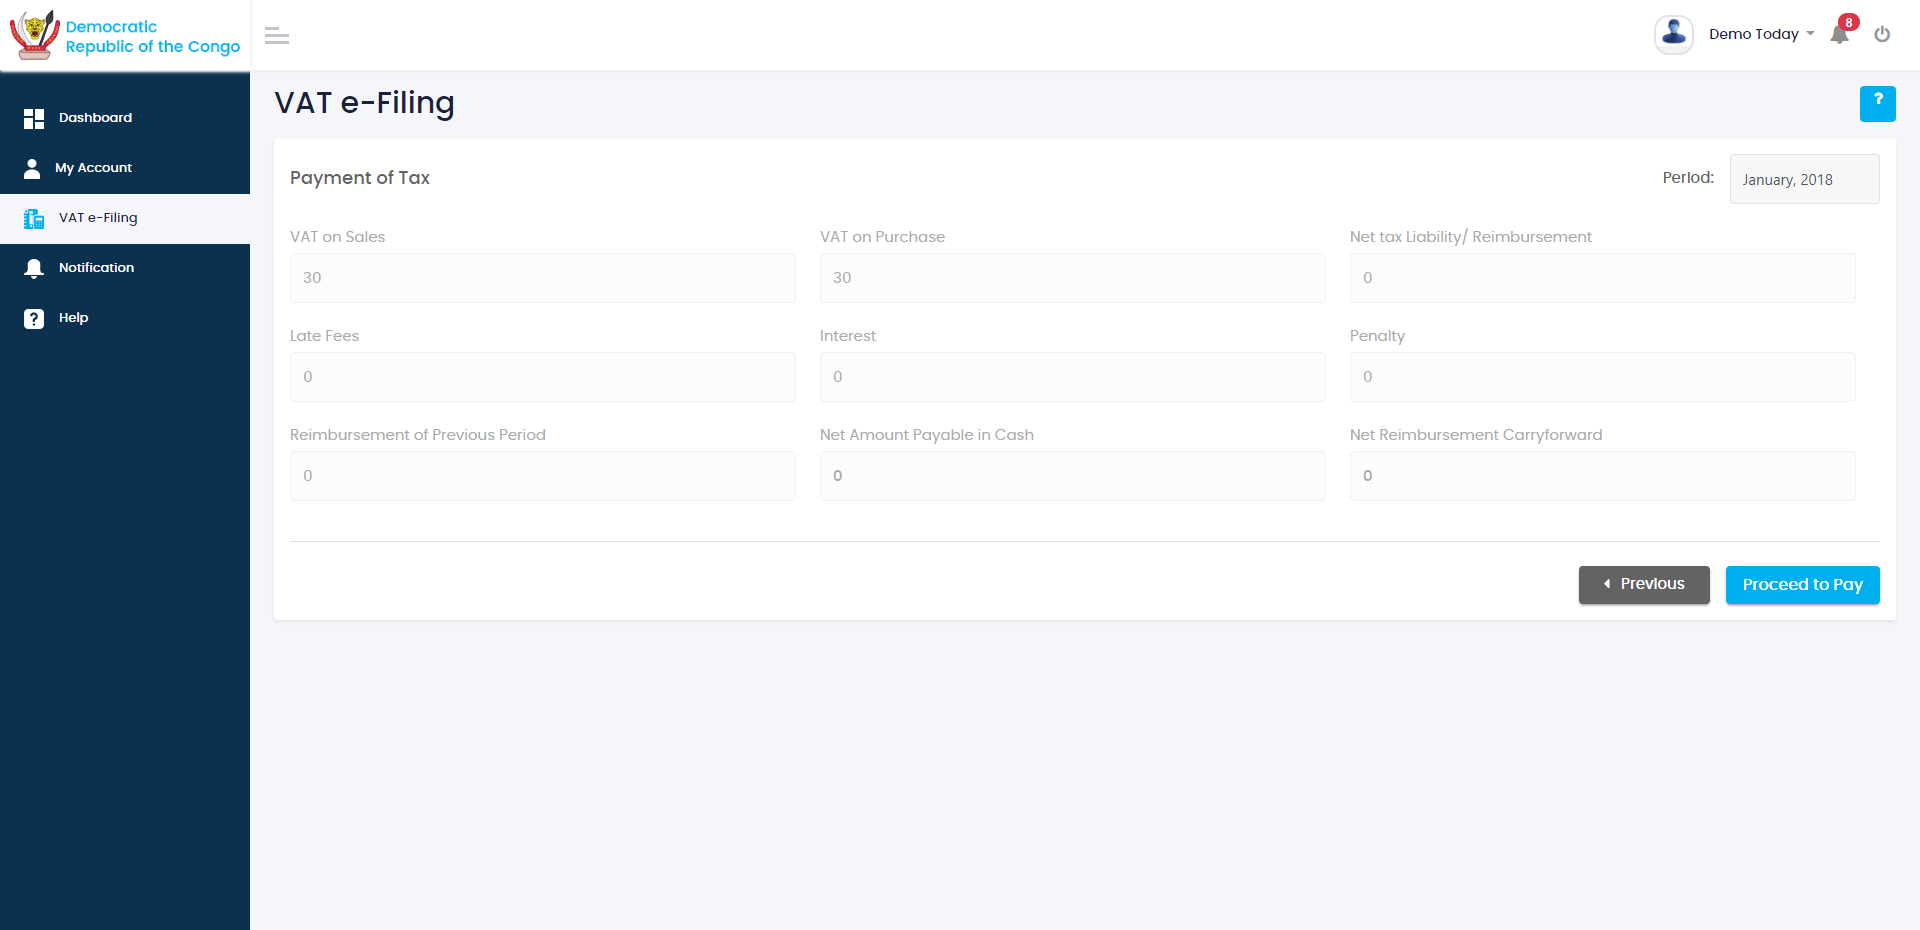 Democratic
Republic of the Congo
Demo Today
8
Dashboard
My Account
VAT e-Filing
Notification
Help
VAT e-Filing
?
Payment of Tax
Period:
January, 2018
VAT on Sales
VAT on Purchase
Net tax Liability/ Reimbursement
30
30
0
Late Fees
Interest
Penalty
0
0
0
Reimbursement of Previous Period
Net Amount Payable in Cash
Net Reimbursement Carryforward
0
0
0
Previous
Proceed to Pay